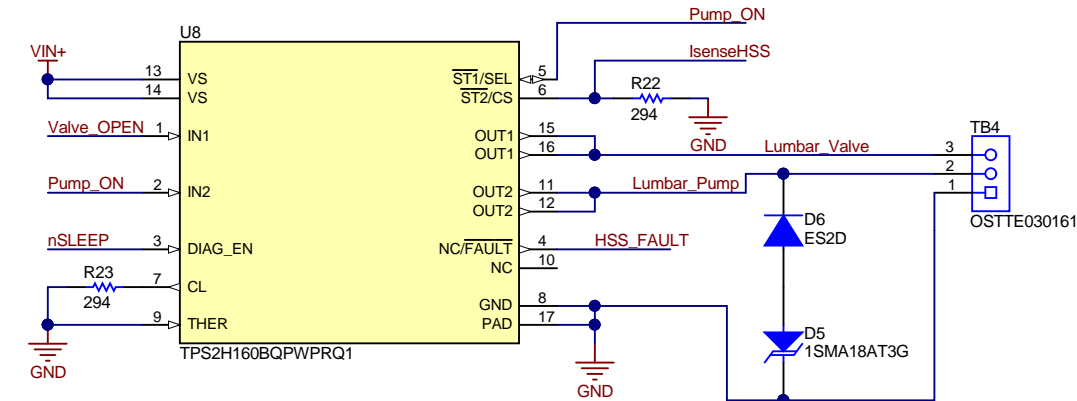 Pump_ON
U8
VIN+
IsenseHSS
13 VS ST1/SEL 5
14 VS ST2/CS 6
R22
294
GND
Valve_OPEN 1 IN1 OUT1 15
OUT1 16
Lumbar_Valve 3
TB4
Pump_ON 2 IN2 OUT2 11
OUT2 12
Lumbar_Pump 2
1
OSTTE030161
D6
ES2D
nSLEEP 3 DIAG_EN NC/FAULT 4 HSS_FAULT
NC 10
R23
294
7 CL
GND 8
9 THER PAD 17
GND
TPS2H160BQPWPRQ1
GND
D5
1SMA18AT3G